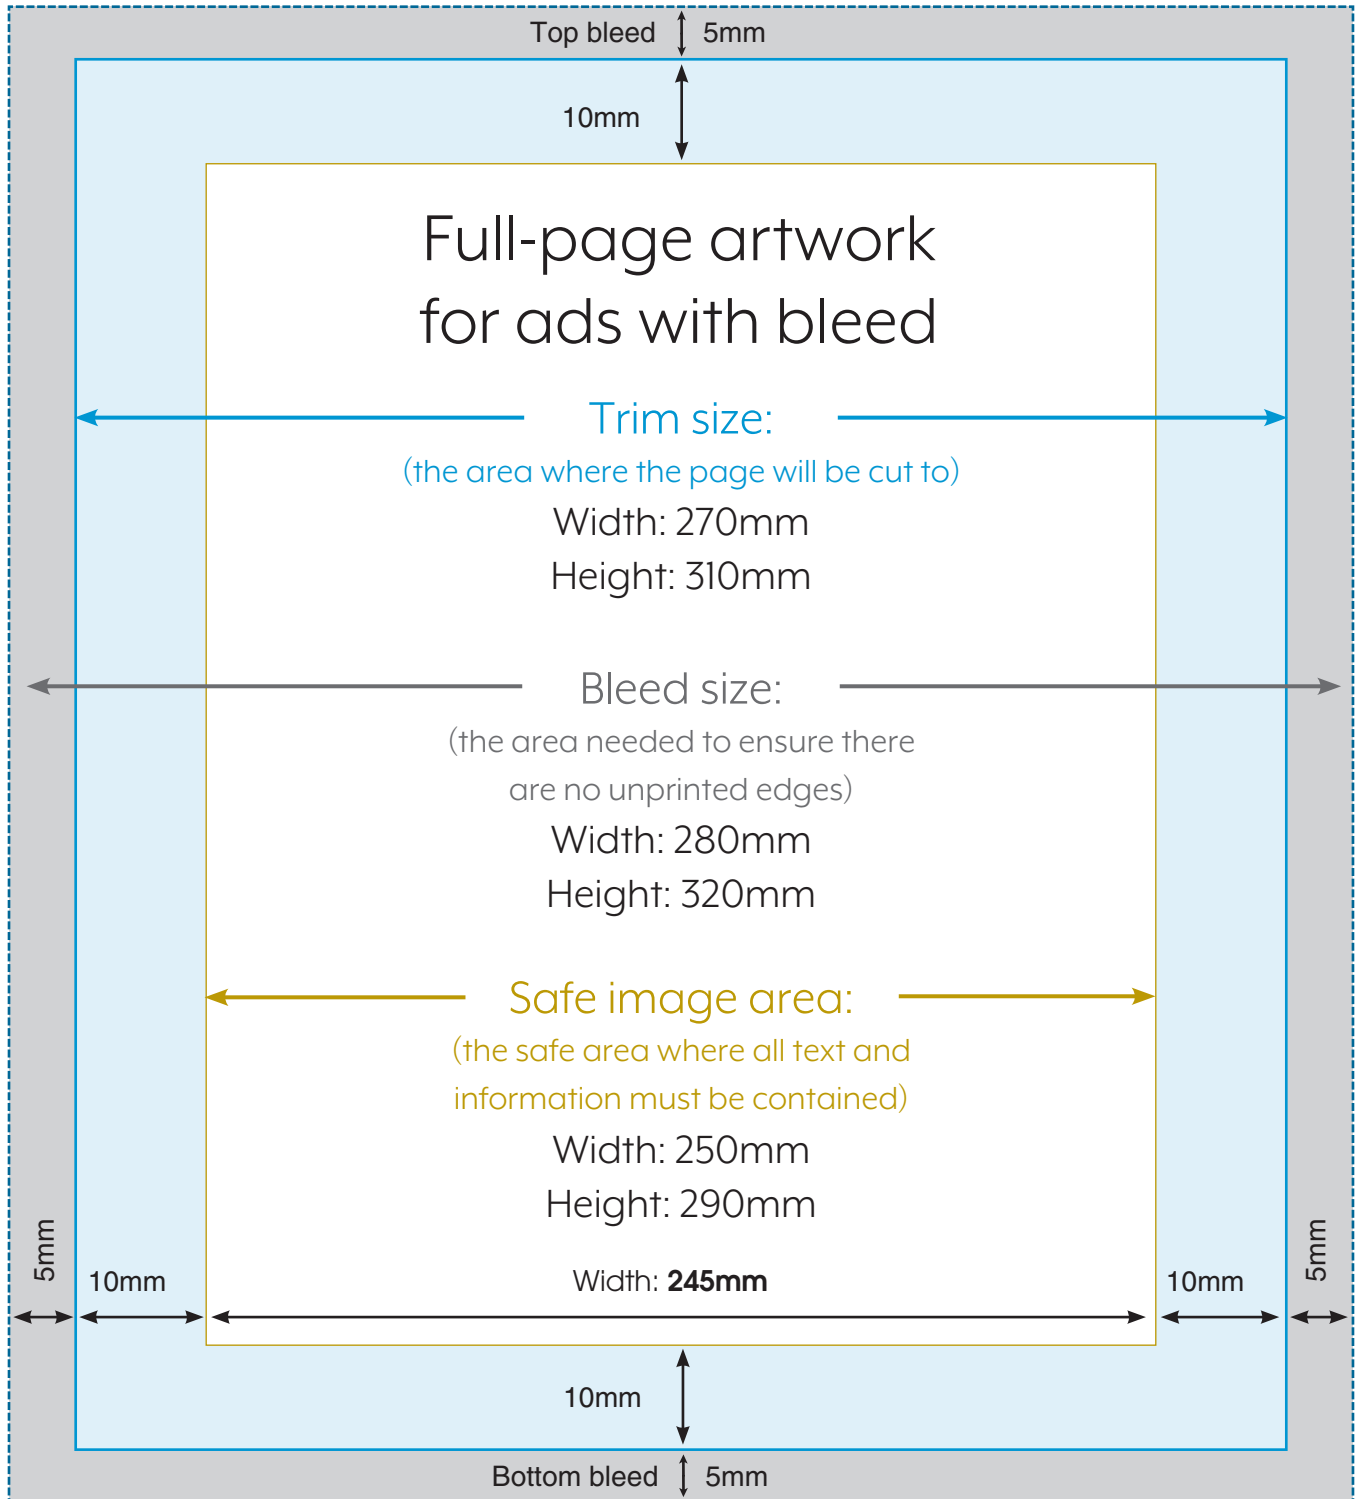 Top bleed 5mm
10mm
Full-page artwork
for ads with bleed
Trim size:
(the area where the page will be cut to)
Width: 270mm
Height: 310mm
Bleed size:
(the area needed to ensure there
are no unprinted edges)
Width: 280mm
Height: 320mm
Safe image area:
(the safe area where all text and
information must be contained)
Width: 250mm
Height: 290mm
5mm
10mm
Width: 245mm
10mm
5mm
10mm
Bottom bleed 5mm